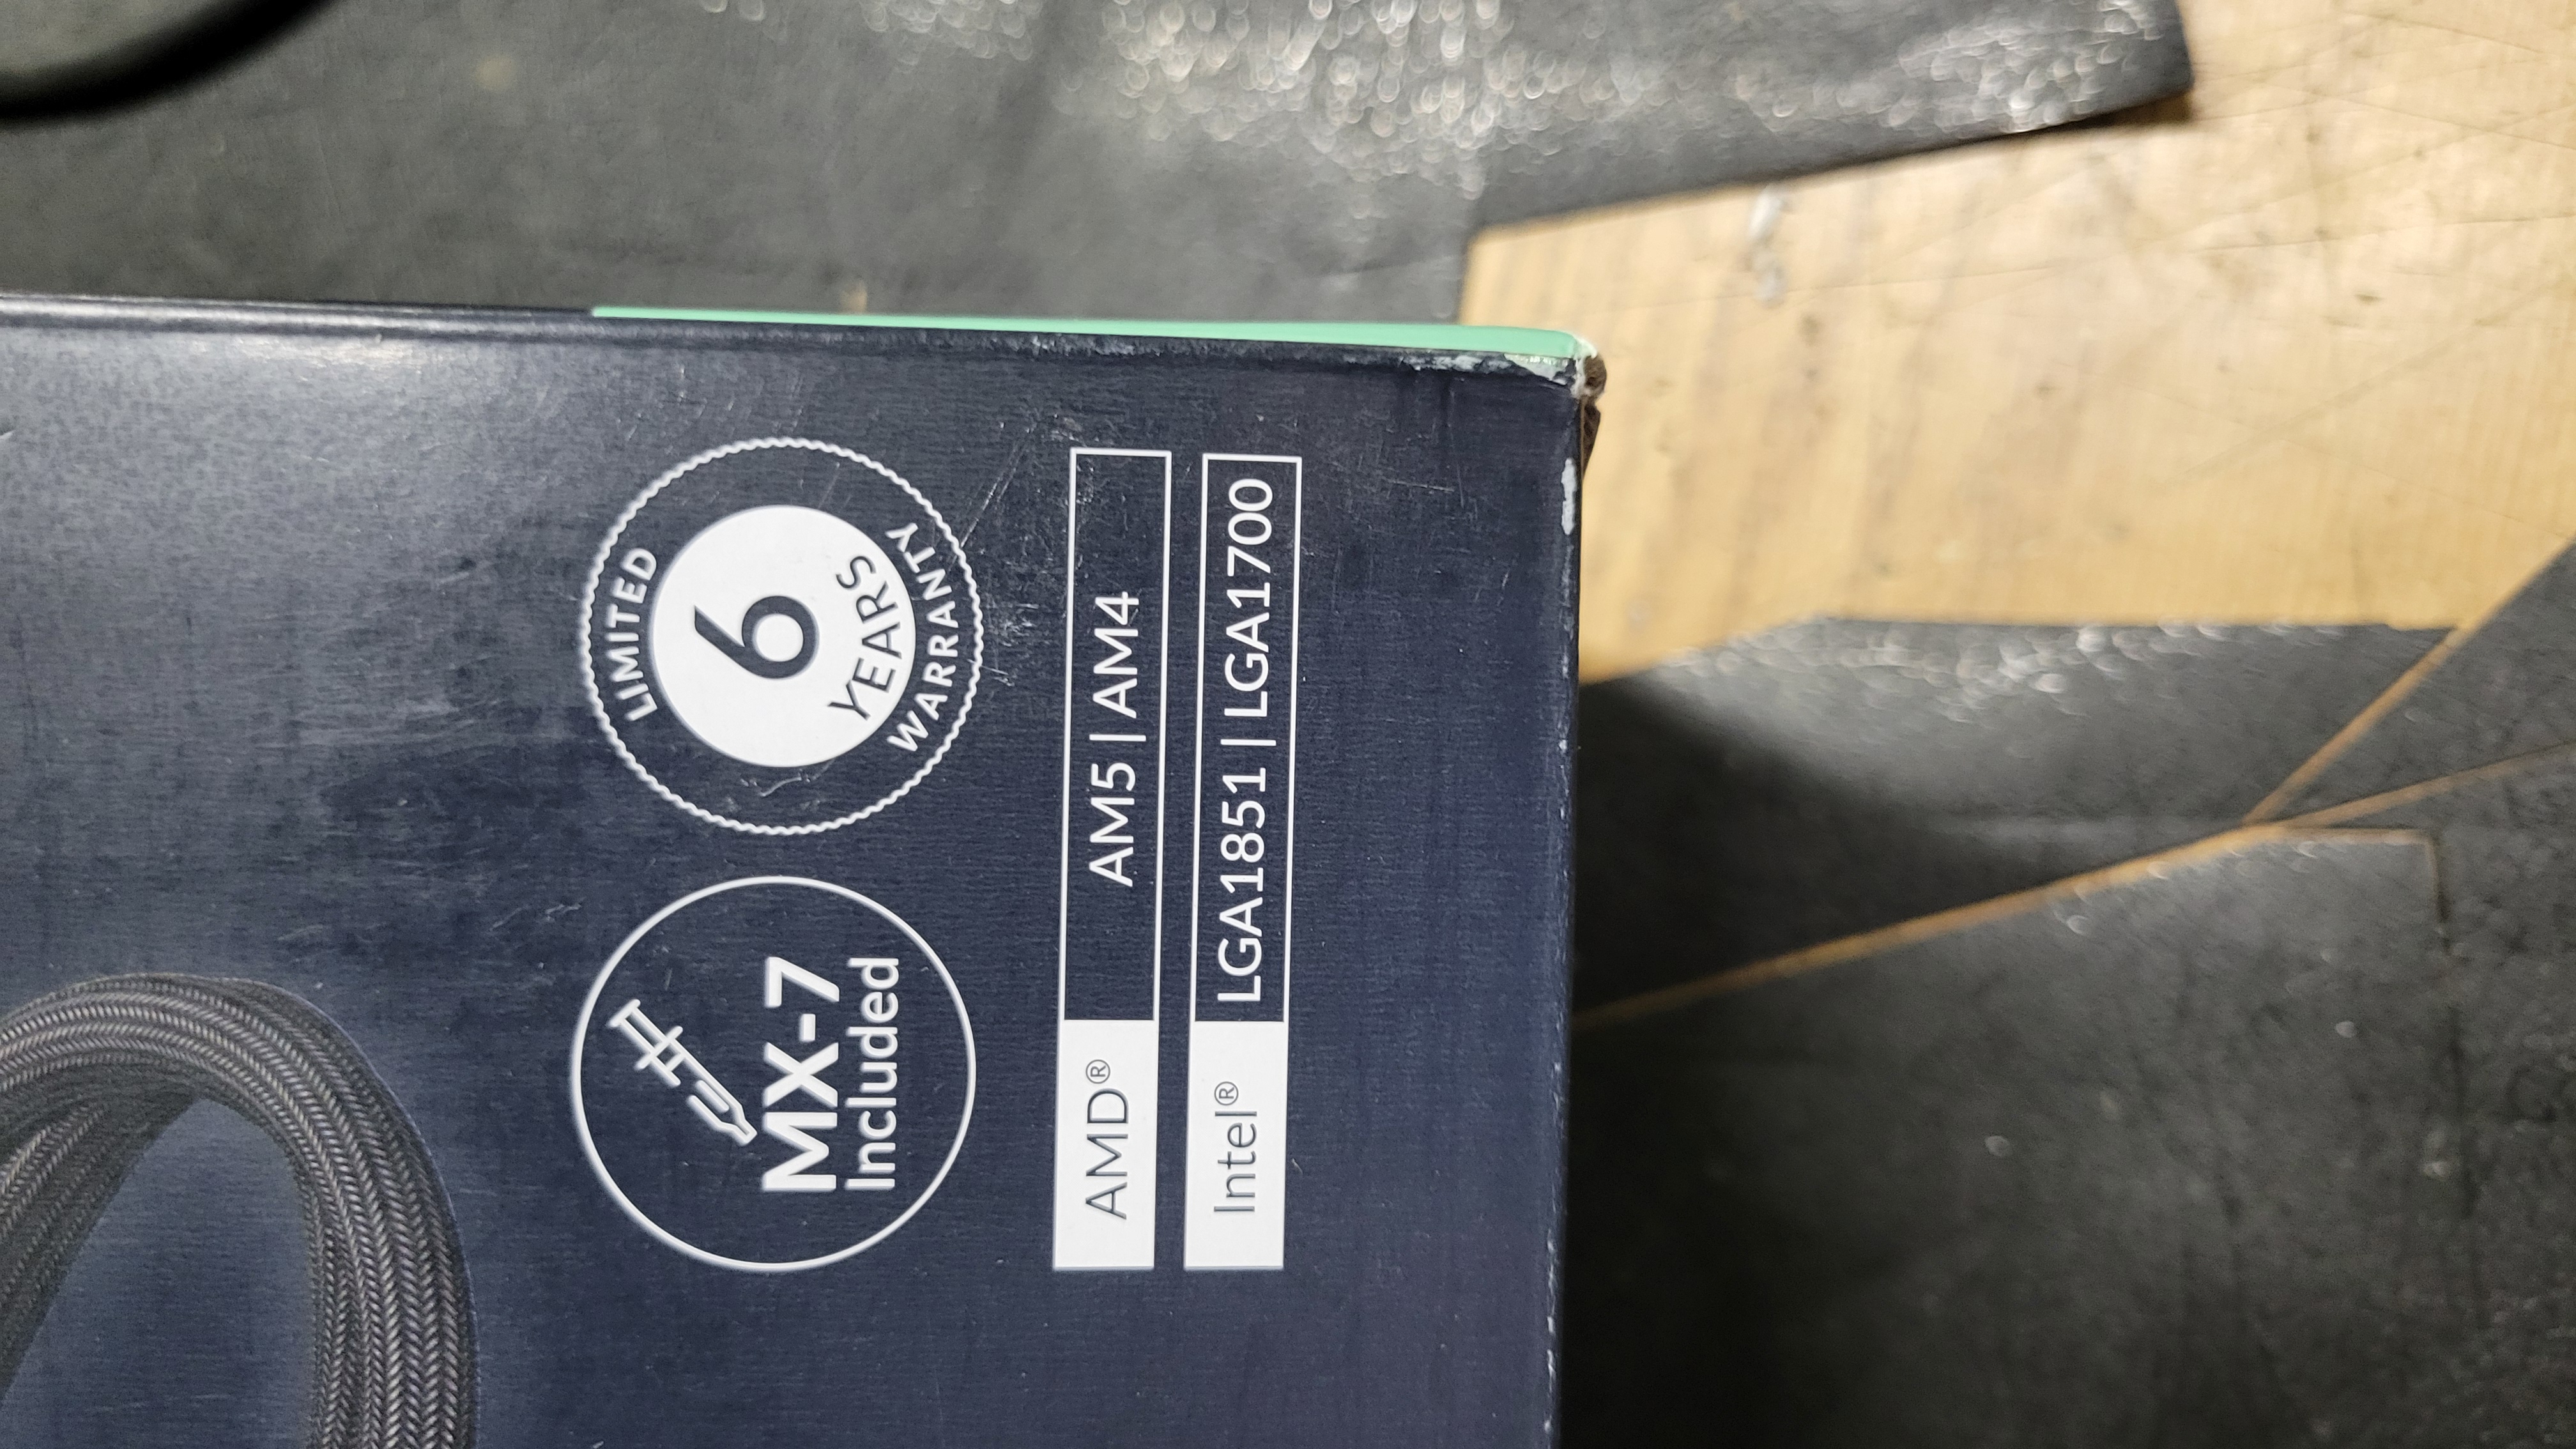 MX-7
Included
LIMITED
6
YEARS
WARRANTY
AMD® AM5 | AM4
Intel® LGA1851 | LGA1700